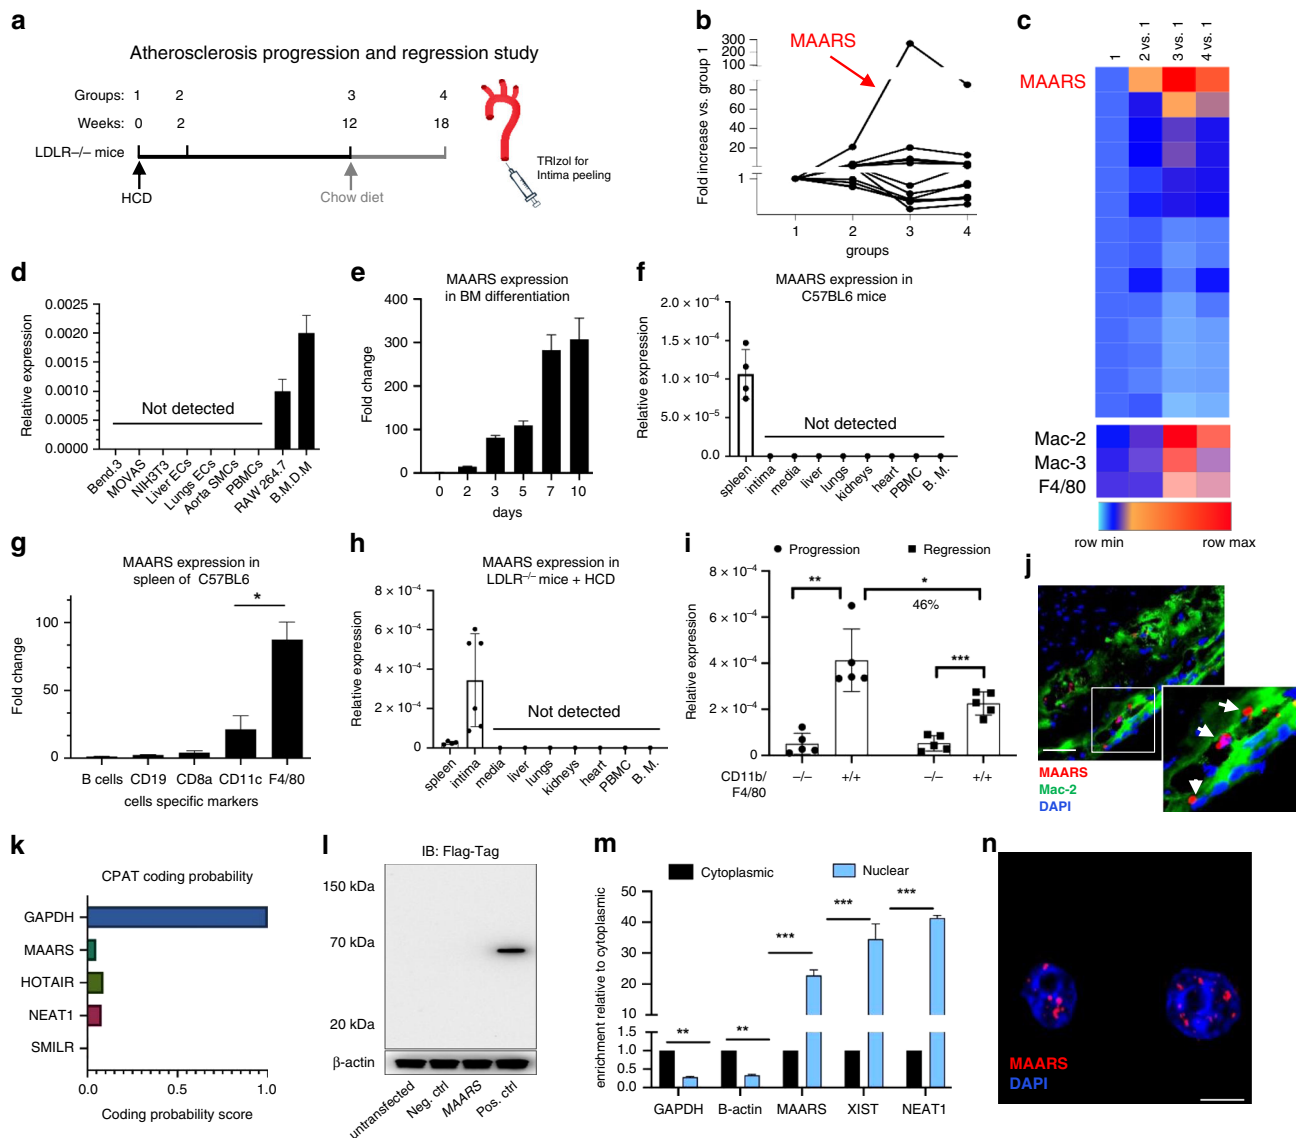 a
Atherosclerosis progression and regression study
Groups: 1 2 3 4
Weeks: 0 2 12 18
LDLR−/− mice
HCD
Chow diet
TRIzol for
Intima peeling
b
MAARS
Fold increase vs. group 1
300
200
100
80
60
40
20
1
1 2 3 4
groups
c
1
2 vs. 1
3 vs. 1
4 vs. 1
MAARS
Mac-2
Mac-3
F4/80
row min row max
d
Relative expression
0.0025
0.0020
0.0015
0.0010
0.0005
0.0000
Not detected
Bend.3
MOVAS
NIH3T3
Liver ECs
Lungs ECs
Aorta SMCs
PBMCs
RAW 264.7
B.M.D.M
e
MAARS expression
in BM differentiation
Fold change
400
300
200
100
0
0 2 3 5 7 10
days
f
MAARS expression in
C57BL6 mice
Relative expression
2.0 × 10⁻⁴
1.5 × 10⁻⁴
1.0 × 10⁻⁴
5.0 × 10⁻⁵
0.0
Not detected
spleen
intima
media
liver
lungs
kidneys
heart
PBMC
B. M.
g
MAARS expression in
spleen of C57BL6
Fold change
100
50
0
*
B cells CD19 CD8a CD11c F4/80
cells specific markers
h
MAARS expression in
LDLR−/− mice + HCD
Relative expression
8 × 10⁻⁴
6 × 10⁻⁴
4 × 10⁻⁴
2 × 10⁻⁴
0
Not detected
spleen
intima
media
liver
lungs
kidneys
heart
PBMC
B. M.
i
Progression Regression
Relative expression
8 × 10⁻⁴
6 × 10⁻⁴
4 × 10⁻⁴
2 × 10⁻⁴
0
**
*
46%
***
CD11b/
F4/80
−/− +/+ −/− +/+
j
MAARS
Mac-2
DAPI
k
CPAT coding probability
GAPDH
MAARS
HOTAIR
NEAT1
SMILR
0.0 0.5 1.0
Coding probability score
l
IB: Flag-Tag
150 kDa
70 kDa
20 kDa
β-actin
untransfected
Neg. ctrl
MAARS
Pos. ctrl
m
Cytoplasmic Nuclear
enrichment relative to cytoplasmic
50
40
30
20
10
1.5
1.0
0.5
0.0
**
**
***
***
***
GAPDH B-actin MAARS XIST NEAT1
n
MAARS
DAPI